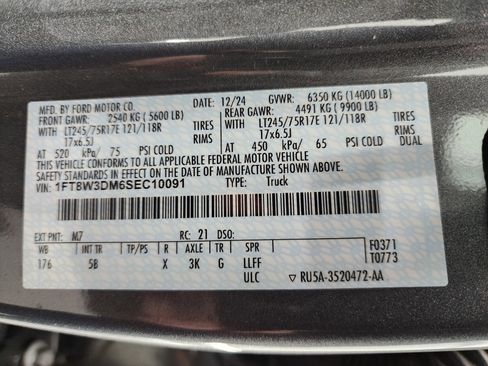 MFD. BY FORD MOTOR CO. 12/24 GVWR: 6350 KG (14000 LB)
FRONT GAWR: 2540 KG (5600 LB) REAR GAWR: 4491 KG (9900 LB)
WITH LT245/75R17E 121/118R TIRES WITH LT245/75R17E 121/118R TIRES
17x6.5J RIMS 17x6.5J RIMS
AT 520 kPa/ 75 PSI COLD AT 450 kPa/ 65 PSI COLD DUAL
THIS VEHICLE CONFORMS TO ALL APPLICABLE FEDERAL MOTOR VEHICLE
SAFETY STANDARDS IN EFFECT ON THE DATE OF MANUFACTURE SHOWN ABOVE.
VIN: 1FT8W3DM6SEC10091 TYPE: Truck
EXT PNT: M7 RC: 21 DSO:
WB INT TR TP/PS R AXLE TR SPR F0371
176 5B X 3K G LLFF T0773
ULC RU5A-3520472-AA